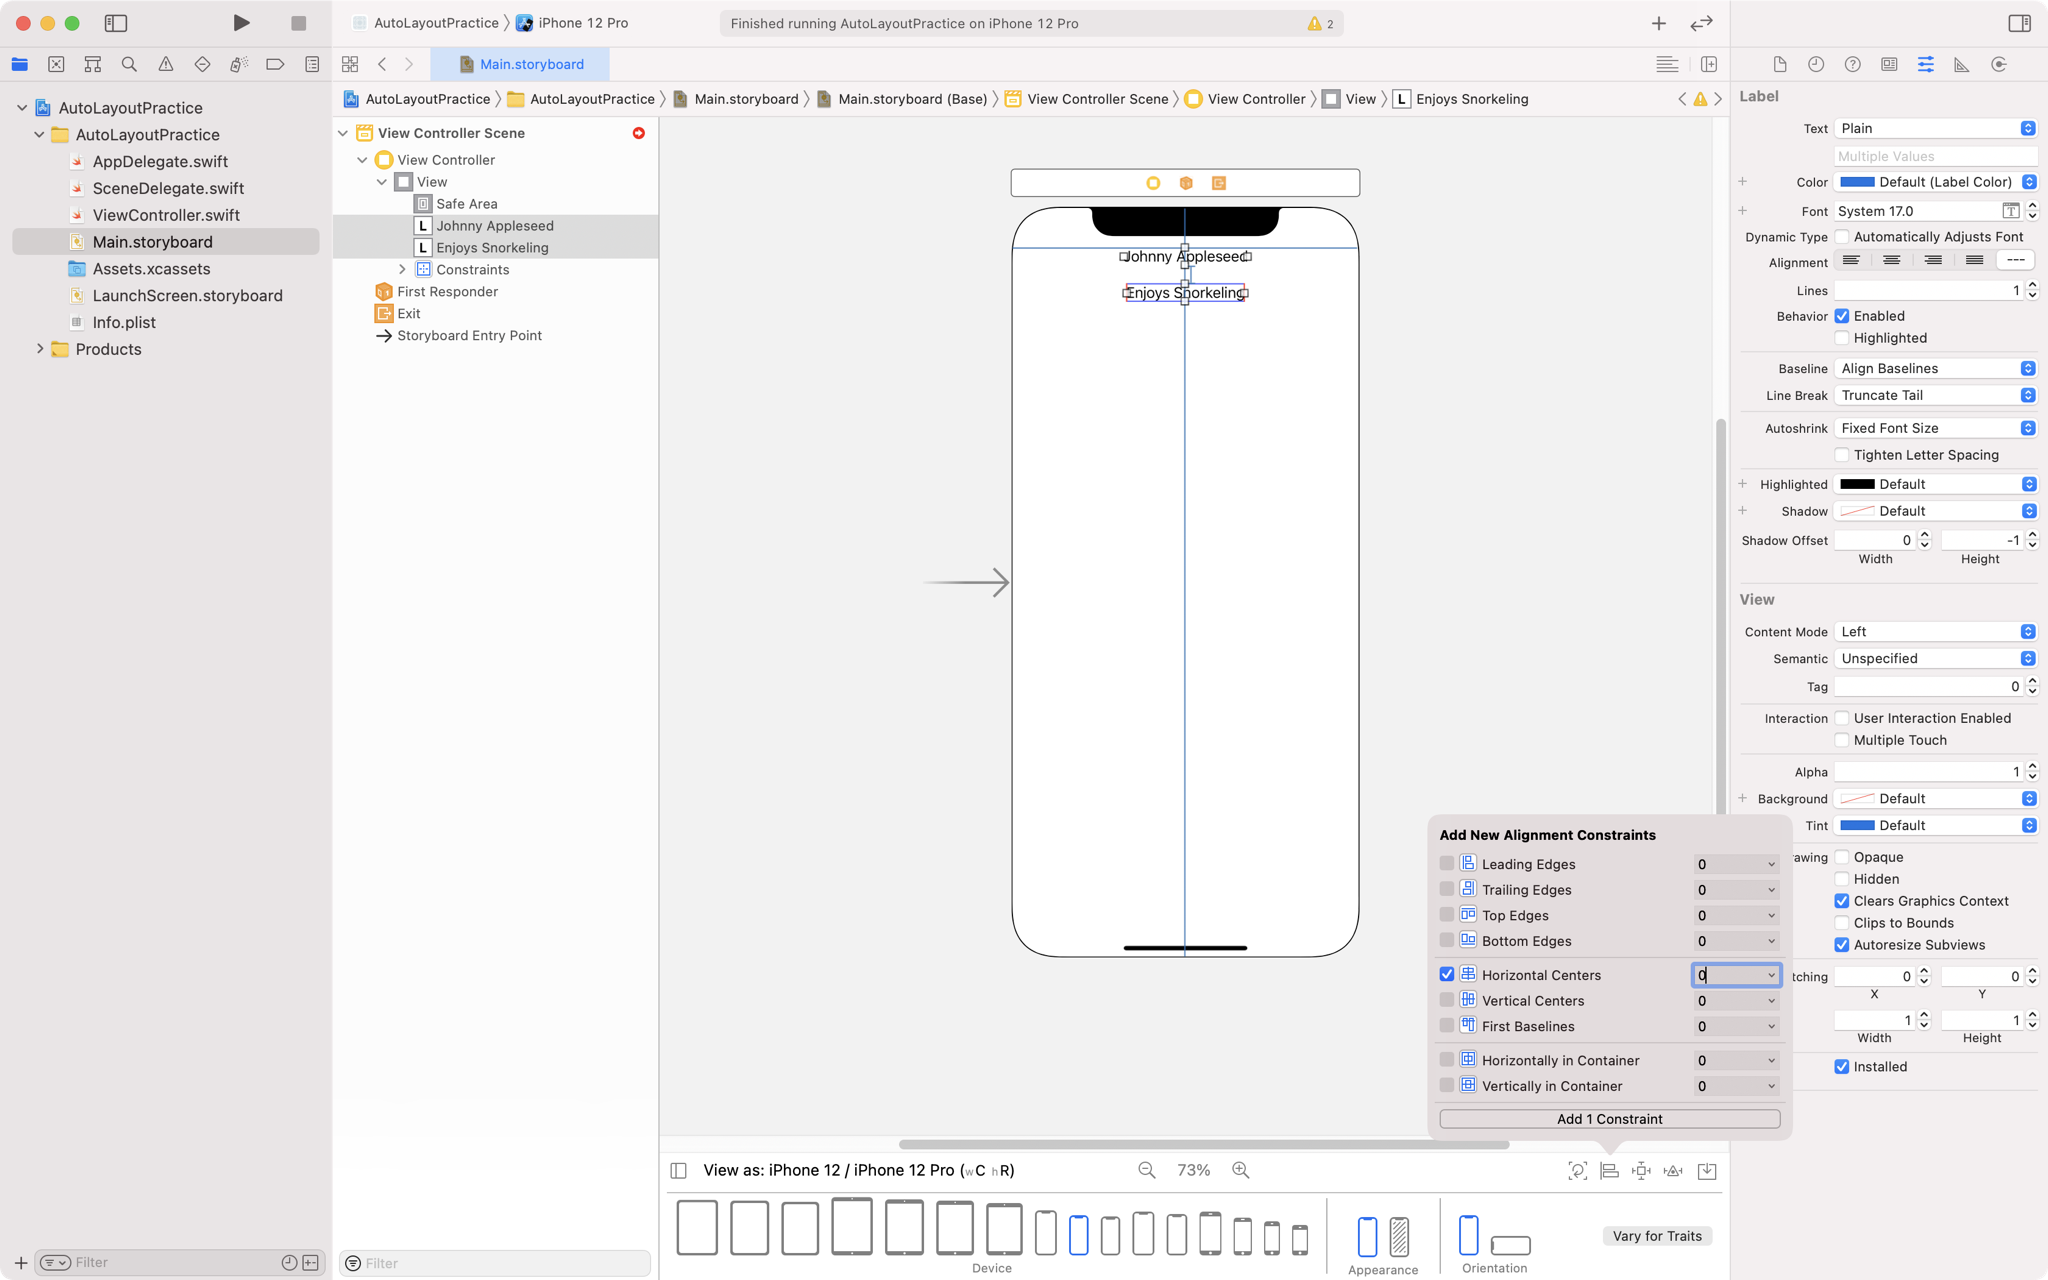 AutoLayoutPractice
iPhone 12 Pro
Finished running AutoLayoutPractice on iPhone 12 Pro
2
Main.storyboard
AutoLayoutPractice
AutoLayoutPractice
Main.storyboard
Main.storyboard (Base)
View Controller Scene
View Controller
View
L Enjoys Snorkeling
AutoLayoutPractice
AutoLayoutPractice
AppDelegate.swift
SceneDelegate.swift
ViewController.swift
Main.storyboard
Assets.xcassets
LaunchScreen.storyboard
Info.plist
Products
Filter
View Controller Scene
View Controller
View
Safe Area
L Johnny Appleseed
L Enjoys Snorkeling
Constraints
First Responder
Exit
Storyboard Entry Point
Filter
Johnny Appleseed
Enjoys Snorkeling
Add New Alignment Constraints
Leading Edges 0
Trailing Edges 0
Top Edges 0
Bottom Edges 0
Horizontal Centers 0
Vertical Centers 0
First Baselines 0
Horizontally in Container 0
Vertically in Container 0
Add 1 Constraint
View as: iPhone 12 / iPhone 12 Pro (wC hR)
73%
Device
Appearance
Orientation
Vary for Traits
Label
Text Plain
Multiple Values
Color Default (Label Color)
Font System 17.0 T
Dynamic Type Automatically Adjusts Font
Alignment ---
Lines 1
Behavior Enabled
Highlighted
Baseline Align Baselines
Line Break Truncate Tail
Autoshrink Fixed Font Size
Tighten Letter Spacing
Highlighted Default
Shadow Default
Shadow Offset 0 -1
Width Height
View
Content Mode Left
Semantic Unspecified
Tag 0
Interaction User Interaction Enabled
Multiple Touch
Alpha 1
Background Default
Tint Default
awing Opaque
Hidden
Clears Graphics Context
Clips to Bounds
Autoresize Subviews
tching 0 0
X Y
1 1
Width Height
Installed